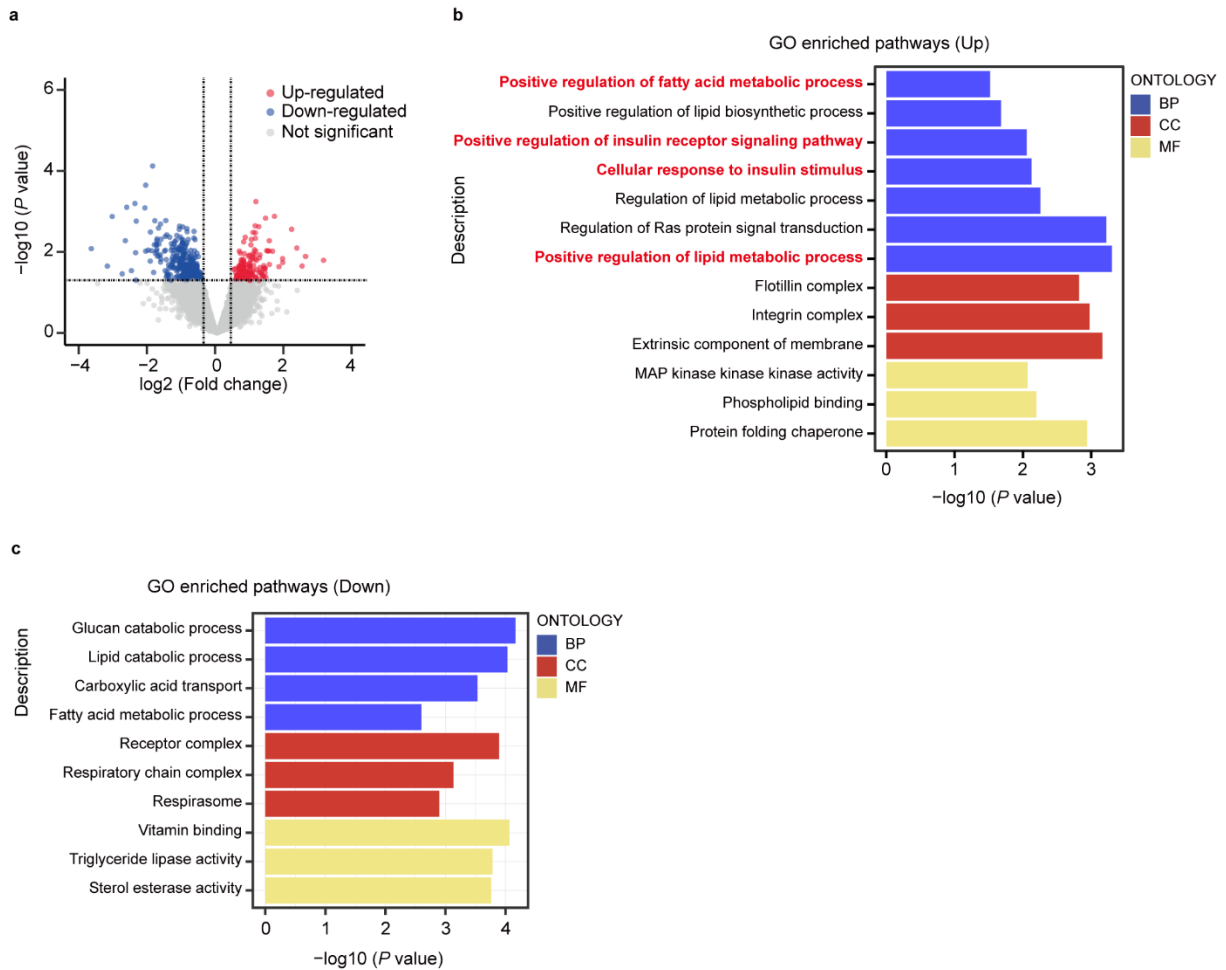 a
6
4
2
0
−log10 (P value)
−4
−2
0
2
4
log2 (Fold change)
Up-regulated
Down-regulated
Not significant
b
GO enriched pathways (Up)
Description
Positive regulation of fatty acid metabolic process
Positive regulation of lipid biosynthetic process
Positive regulation of insulin receptor signaling pathway
Cellular response to insulin stimulus
Regulation of lipid metabolic process
Regulation of Ras protein signal transduction
Positive regulation of lipid metabolic process
Flotillin complex
Integrin complex
Extrinsic component of membrane
MAP kinase kinase kinase activity
Phospholipid binding
Protein folding chaperone
0
1
2
3
−log10 (P value)
ONTOLOGY
BP
CC
MF
c
GO enriched pathways (Down)
Description
Glucan catabolic process
Lipid catabolic process
Carboxylic acid transport
Fatty acid metabolic process
Receptor complex
Respiratory chain complex
Respirasome
Vitamin binding
Triglyceride lipase activity
Sterol esterase activity
0
1
2
3
4
−log10 (P value)
ONTOLOGY
BP
CC
MF